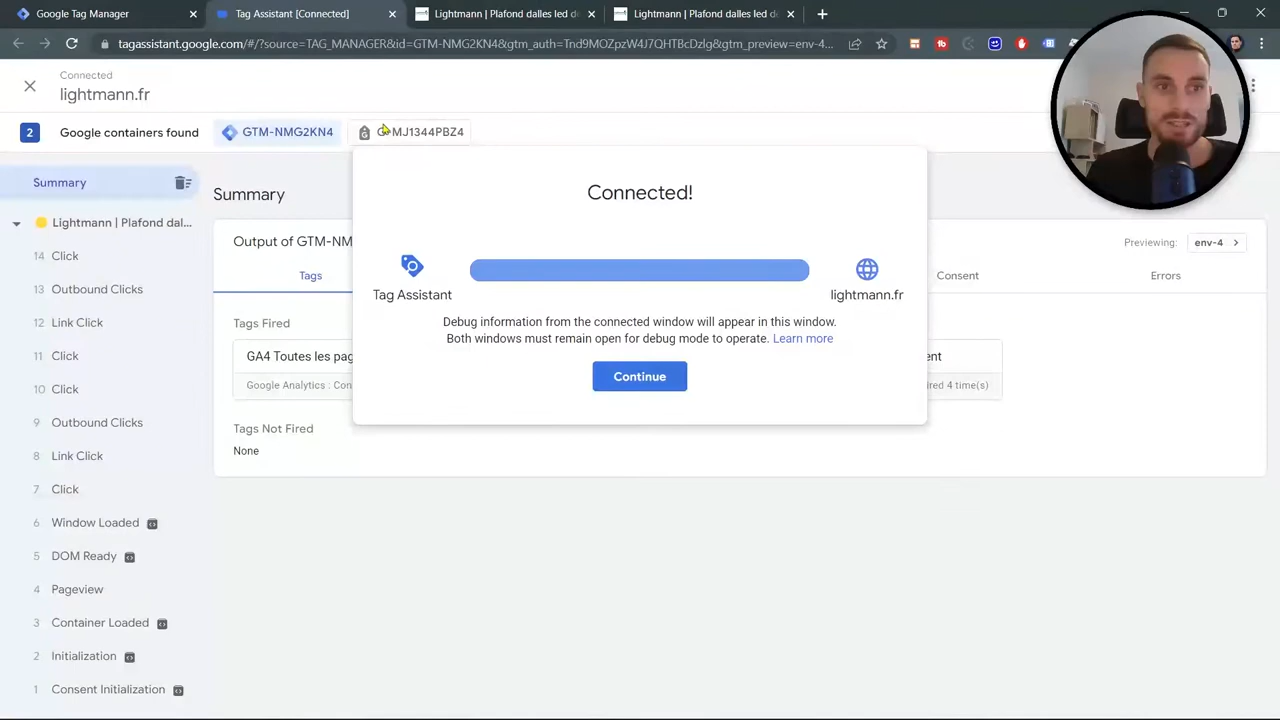 Google Tag Manager
Tag Assistant [Connected]
Lightmann | Plafond dalles led d
Lightmann | Plafond dalles led d
tagassistant.google.com/#/?source=TAG_MANAGER&id=GTM-NMG2KN4&gtm_auth=Tnd9MOZpzW4J7QHTBcDzlg&gtm_preview=env-4...
Connected
lightmann.fr
2 Google containers found GTM-NMG2KN4 G-MJ1344PBZ4
Summary
Lightmann | Plafond dal...
14 Click
13 Outbound Clicks
12 Link Click
11 Click
10 Click
9 Outbound Clicks
8 Link Click
7 Click
6 Window Loaded
5 DOM Ready
4 Pageview
3 Container Loaded
2 Initialization
1 Consent Initialization
Summary
Output of GTM-NM
Previewing: env-4
Tags
Consent
Errors
Tags Fired
GA4 Toutes les pag
Google Analytics : Con
ent
ired 4 time(s)
Tags Not Fired
None
Connected!
Tag Assistant
lightmann.fr
Debug information from the connected window will appear in this window.
Both windows must remain open for debug mode to operate. Learn more
Continue